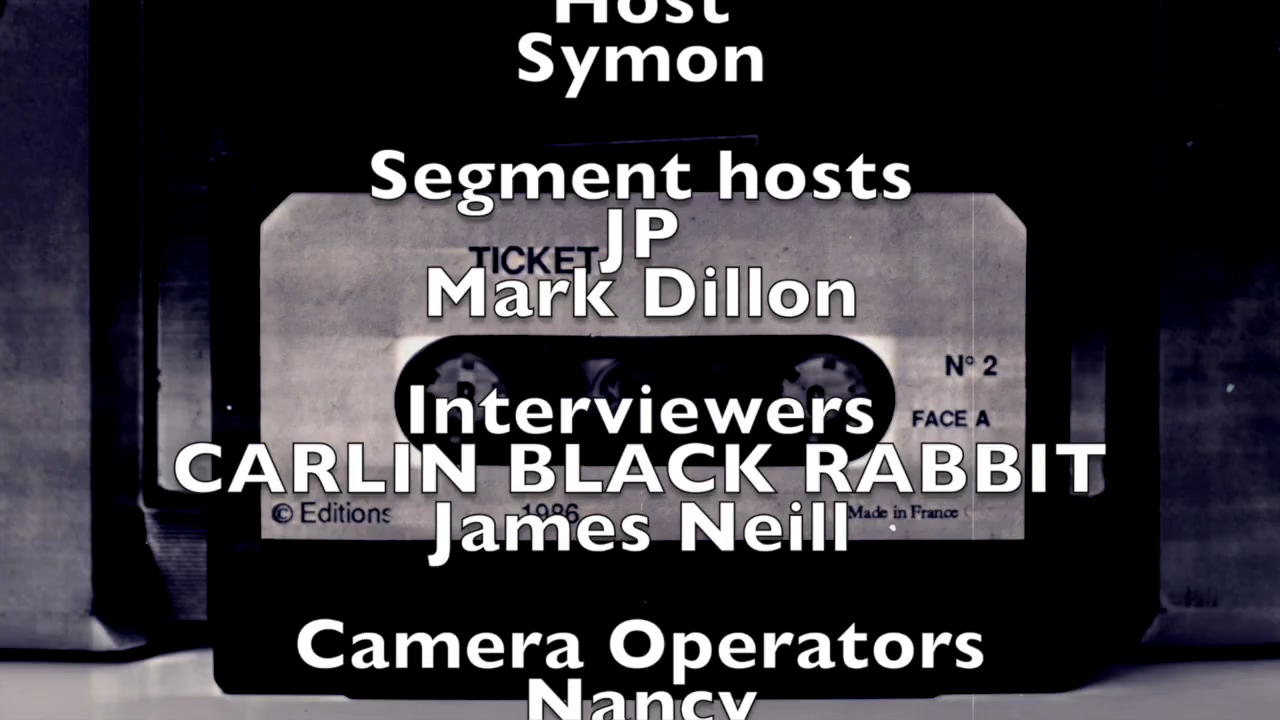 Host
Symon
Segment hosts
JP
TICKET
Mark Dillon
N° 2
Interviewers
FACE A
CARLIN BLACK RABBIT
© Editions 1986 Made in France
James Neill
Camera Operators
Nancy